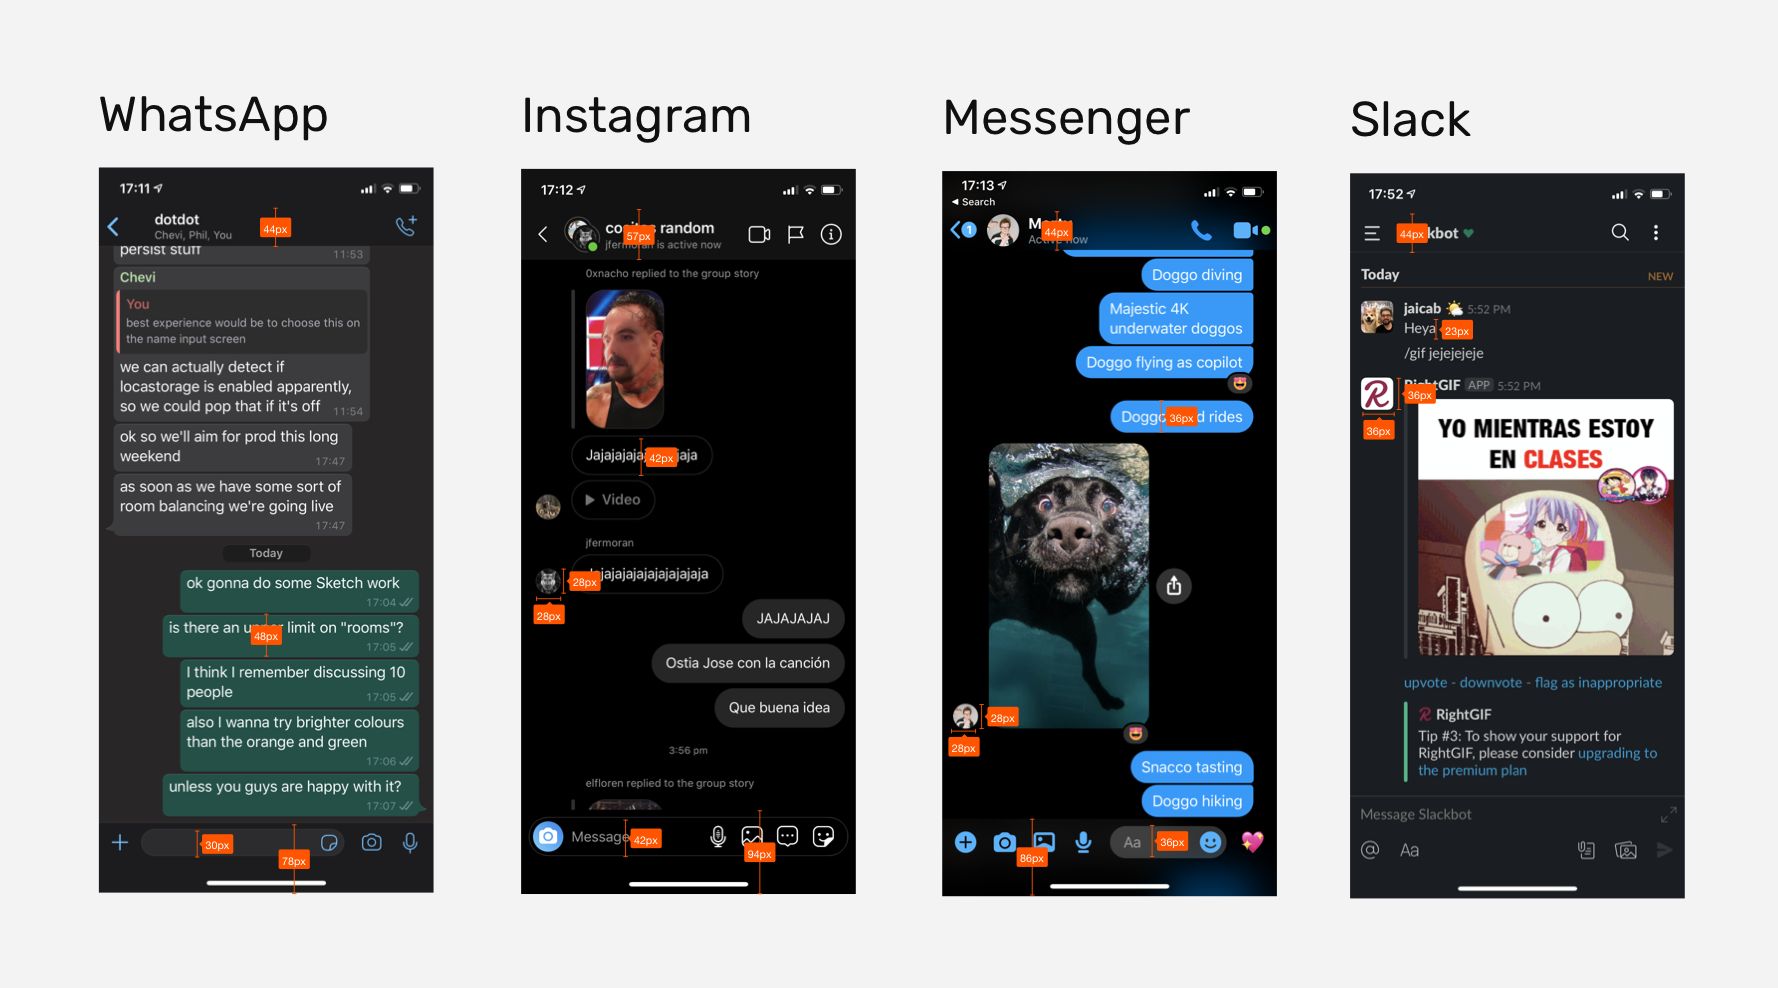 WhatsApp
17:11
dotdot
Chevi, Phil, You
44px
persist stuff
11:53
Chevi
You
best experience would be to choose this on
the name input screen
we can actually detect if
locastorage is enabled apparently,
so we could pop that if it's off
11:54
ok so we'll aim for prod this long
weekend
17:47
as soon as we have some sort of
room balancing we're going live
17:47
Today
ok gonna do some Sketch work
17:04
is there an upper limit on "rooms"?
48px
17:05
I think I remember discussing 10
people
17:05
also I wanna try brighter colours
than the orange and green
17:06
unless you guys are happy with it?
17:07
30px
78px
Instagram
17:12
random
57px
jfermoran is active now
0xnacho replied to the group story
42px
Video
jfermoran
Jajajajajajajajajajaja
28px
28px
JAJAJAJAJ
Ostia Jose con la canción
Que buena idea
3:56 pm
elfloren replied to the group story
Message
42px
94px
Messenger
17:13
Search
1
44px
Active now
Doggo diving
Majestic 4K
underwater doggos
Doggo flying as copilot
Doggo
36px
rides
28px
28px
Snacco tasting
Doggo hiking
Aa
36px
86px
Slack
17:52
44px
kbot
Today
NEW
jaicab
5:52 PM
Heya
23px
/gif jejejejeje
RightGIF
APP
5:52 PM
36px
36px
YO MIENTRAS ESTOY
EN CLASES
upvote - downvote - flag as inappropriate
RightGIF
Tip #3: To show your support for
RightGIF, please consider upgrading to
the premium plan
Message Slackbot
@ Aa